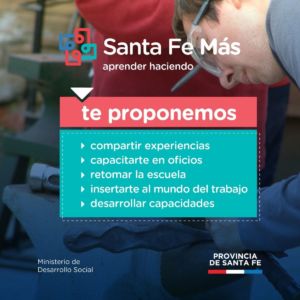 Santa Fe Más
aprender haciendo
te proponemos
compartir experiencias
capacitarte en oficios
retomar la escuela
insertarte al mundo del trabajo
desarrollar capacidades
Ministerio de
Desarrollo Social
PROVINCIA
DE SANTA FE